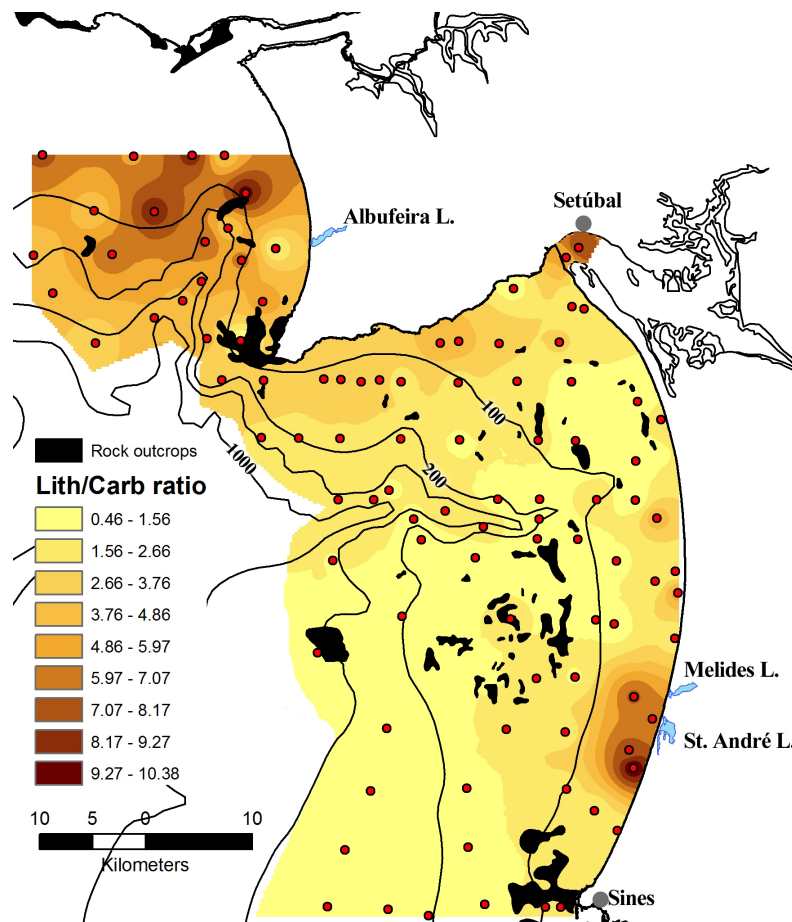 Setúbal
Albufeira L.
100
200
1000
Rock outcrops
Lith/Carb ratio
0.46 - 1.56
1.56 - 2.66
2.66 - 3.76
3.76 - 4.86
4.86 - 5.97
5.97 - 7.07
7.07 - 8.17
8.17 - 9.27
9.27 - 10.38
Melides L.
St. André L.
10 5 0 10
Kilometers
Sines